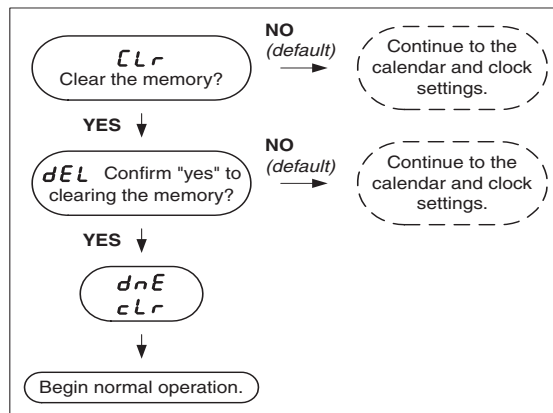 CLr
Clear the memory?
NO
(default)
Continue to the
calendar and clock
settings.
YES
dEL Confirm "yes" to
clearing the memory?
NO
(default)
Continue to the
calendar and clock
settings.
YES
dnE
cLr
Begin normal operation.